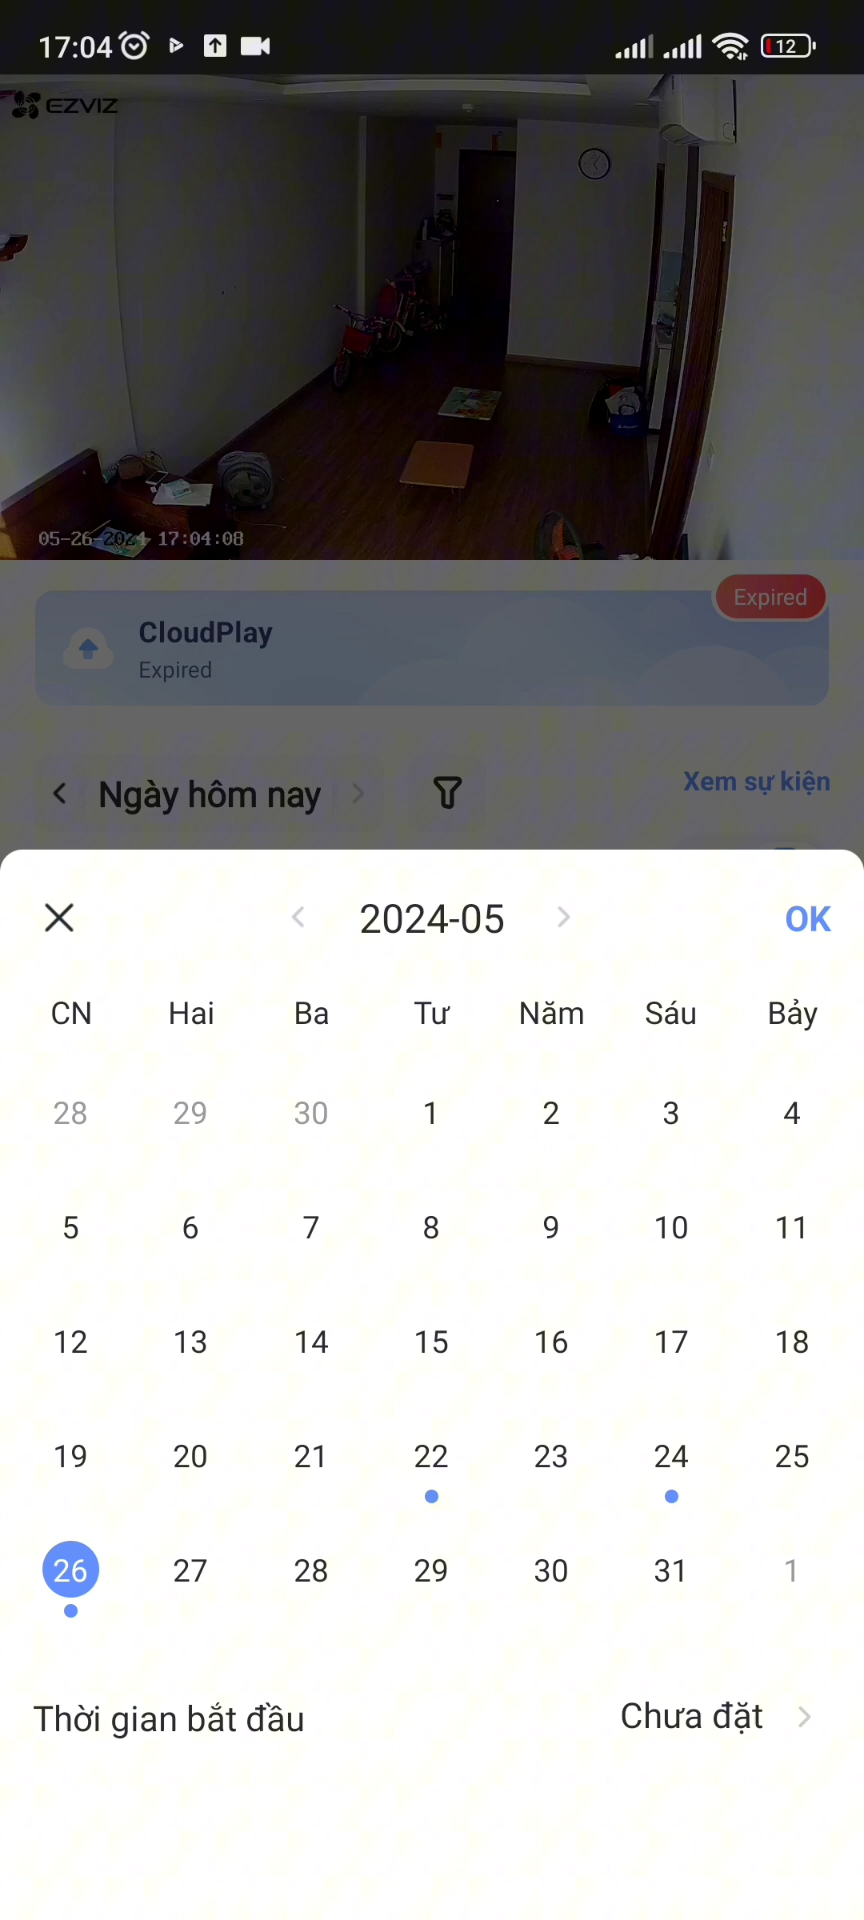 17:04
12
EZVIZ
05-26-2024 17:04:08
Expired
CloudPlay
Expired
Ngày hôm nay
Xem sự kiện
2024-05
OK
CN Hai Ba Tư Năm Sáu Bảy
28 29 30 1 2 3 4
5 6 7 8 9 10 11
12 13 14 15 16 17 18
19 20 21 22 23 24 25
26 27 28 29 30 31 1
Thời gian bắt đầu Chưa đặt